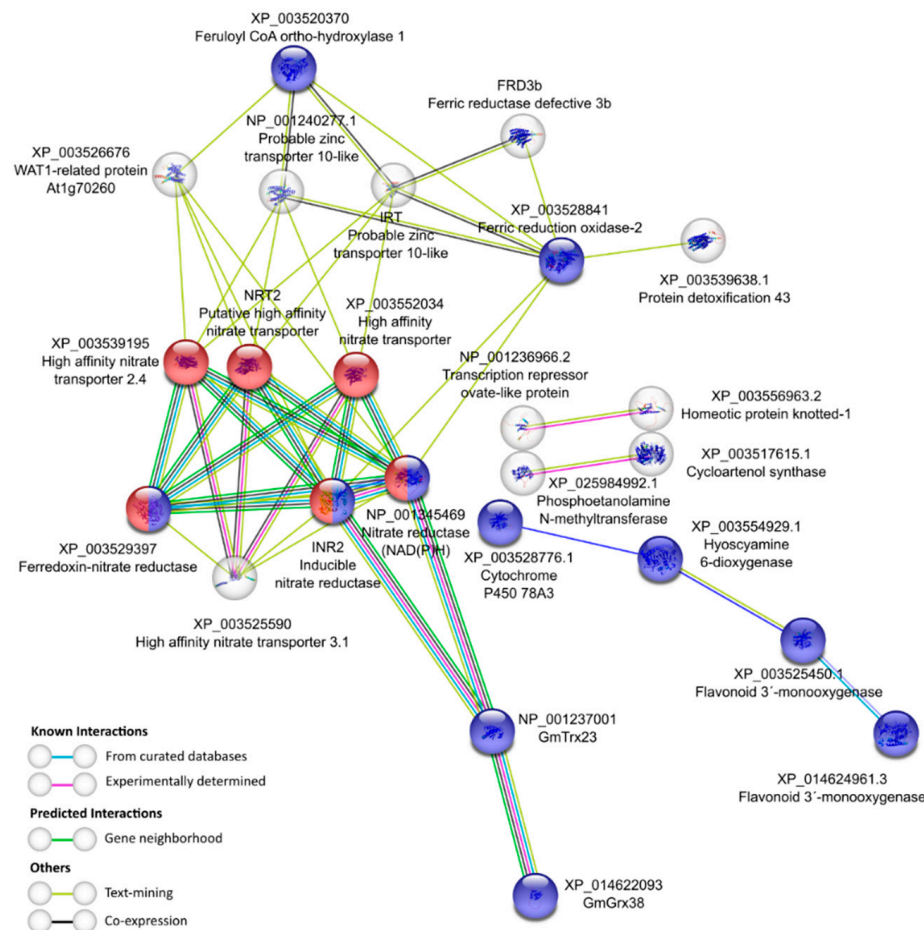 XP_003520370
Feruloyl CoA ortho-hydroxylase 1
FRD3b
Ferric reductase defective 3b
NP_001240277.1
Probable zinc
transporter 10-like
XP_003526676
WAT1-related protein
At1g70260
XP_003528841
Ferric reduction oxidase-2
IRT
Probable zinc
transporter 10-like
XP_003539638.1
Protein detoxification 43
NRT2
Putative high affinity
nitrate transporter
XP_003552034
High affinity
nitrate transporter
XP_003539195
High affinity nitrate
transporter 2.4
NP_001236966.2
Transcription repressor
ovate-like protein
XP_003556963.2
Homeotic protein knotted-1
XP_003517615.1
Cycloartenol synthase
XP_025984992.1
Phosphoetanolamine
N-methyltransferase
XP_003529397
Ferredoxin-nitrate reductase
INR2
Inducible
nitrate reductase
NP_001345469
Nitrate reductase
(NAD(P)H)
XP_003528776.1
Cytochrome
P450 78A3
XP_003554929.1
Hyoscyamine
6-dioxygenase
XP_003525590
High affinity nitrate transporter 3.1
XP_003525450.1
Flavonoid 3´-monooxygenase
NP_001237001
GmTrx23
XP_014624961.3
Flavonoid 3´-monooxygenase
XP_014622093
GmGrx38
Known Interactions
From curated databases
Experimentally determined
Predicted Interactions
Gene neighborhood
Others
Text-mining
Co-expression